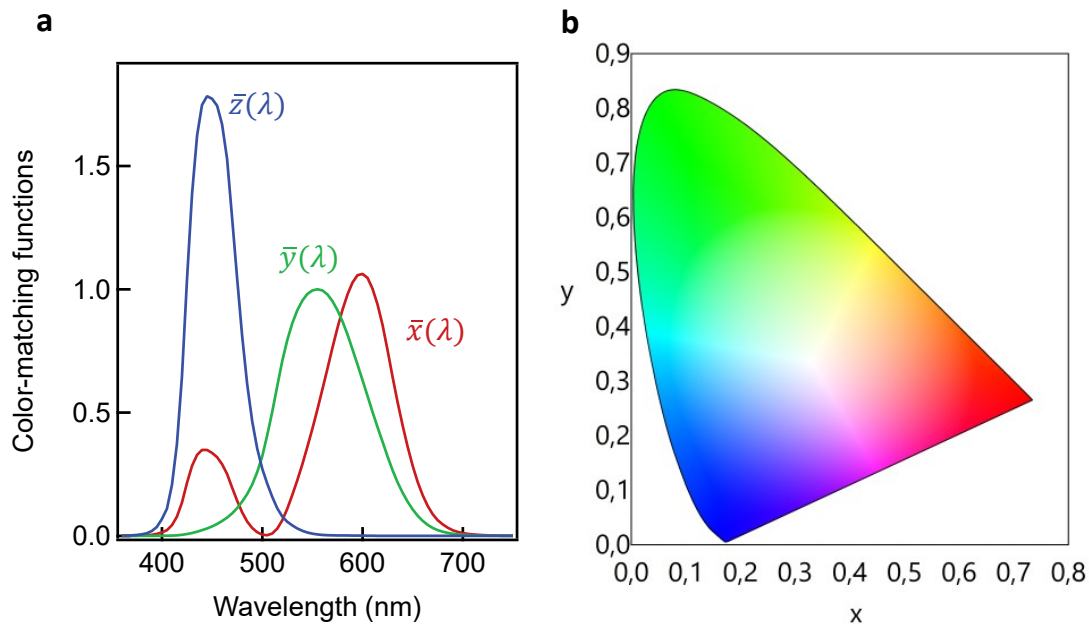 a
Color-matching functions
1.5
1.0
0.5
0.0
z̄(λ)
ȳ(λ)
x̄(λ)
400 500 600 700
Wavelength (nm)
b
y
0,9
0,8
0,7
0,6
0,5
0,4
0,3
0,2
0,1
0,0
0,0 0,1 0,2 0,3 0,4 0,5 0,6 0,7 0,8
x